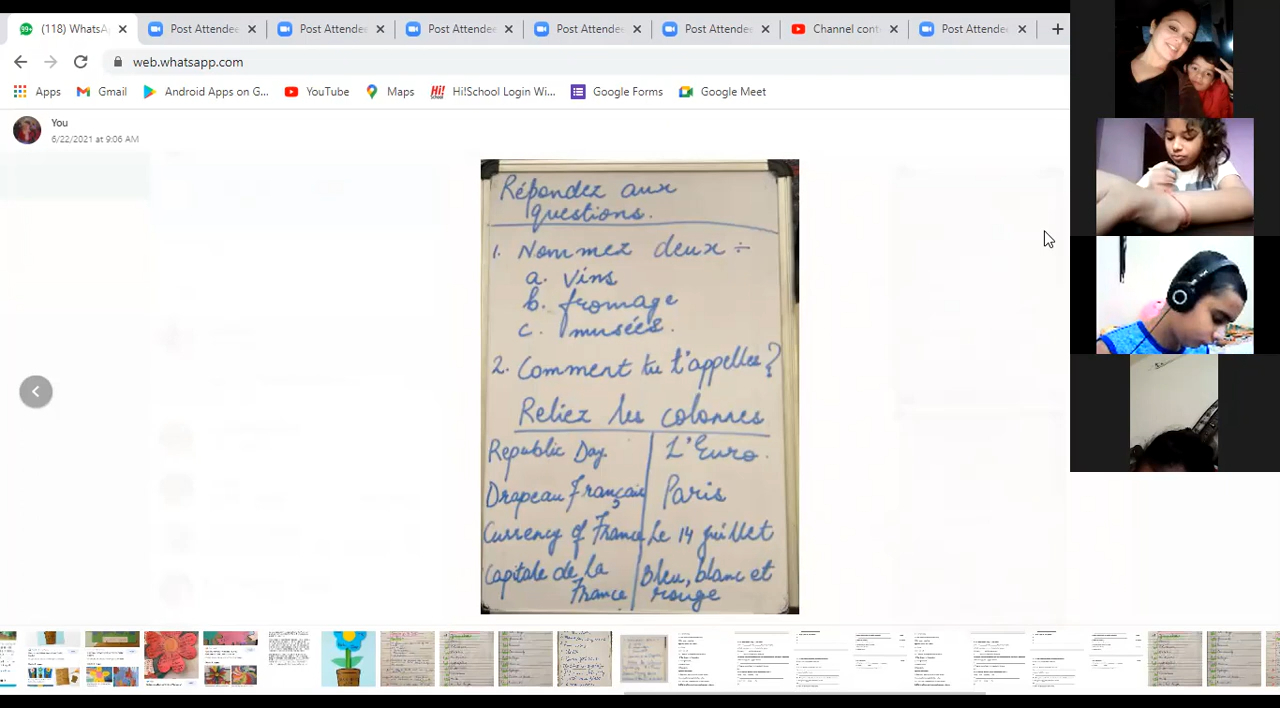 (118) WhatsA
Post Attendee
Post Attendee
Post Attendee
Post Attendee
Post Attendee
Channel cont
Post Attende
web.whatsapp.com
Apps
Gmail
Android Apps on G...
YouTube
Maps
Hi!School Login Wi...
Google Forms
Google Meet
You
6/22/2021 at 9:06 AM
Répondez aux
questions.
1. Nommez deux ÷
a. vins
b. fromage
c. musées.
2. Comment tu t'appelles?
Reliez les colonnes
Republic Day L'Euro.
Drapeau Français Paris
Currency of France Le 14 juillet
Capitale de la Bleu, blanc et
France rouge